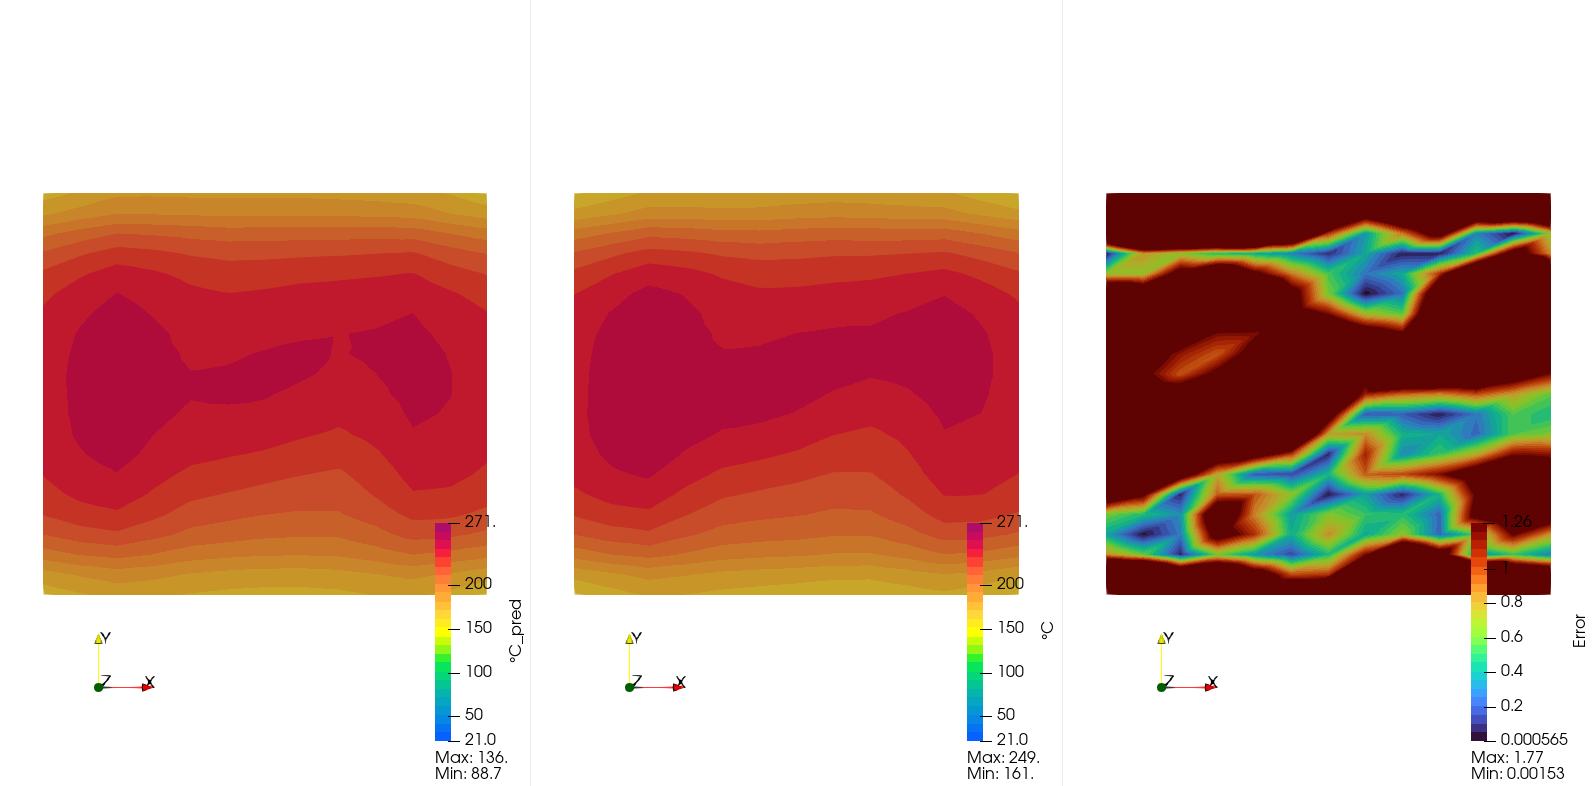 271.
200
150
100
50
21.0
°C_pred
Max: 136.
Min: 88.7
Y
Z
X
271.
200
150
100
50
21.0
°C
Max: 249.
Min: 161.
Y
Z
X
1.26
1
0.8
0.6
0.4
0.2
0.000565
Error
Max: 1.77
Min: 0.00153
Y
Z
X